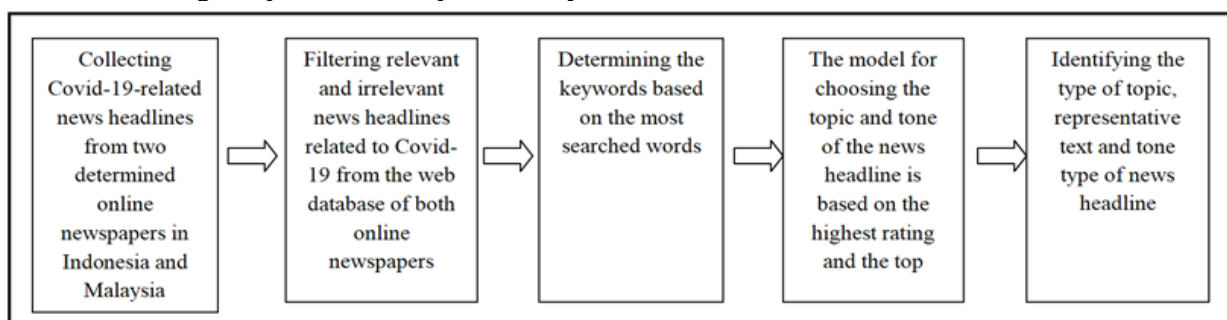 Collecting
Covid-19-related
news headlines
from two
determined
online
newspapers in
Indonesia and
Malaysia
Filtering relevant
and irrelevant
news headlines
related to Covid-
19 from the web
database of both
online
newspapers
Determining the
keywords based
on the most
searched words
The model for
choosing the
topic and tone
of the news
headline is
based on the
highest rating
and the top
Identifying the
type of topic,
representative
text and tone
type of news
headline